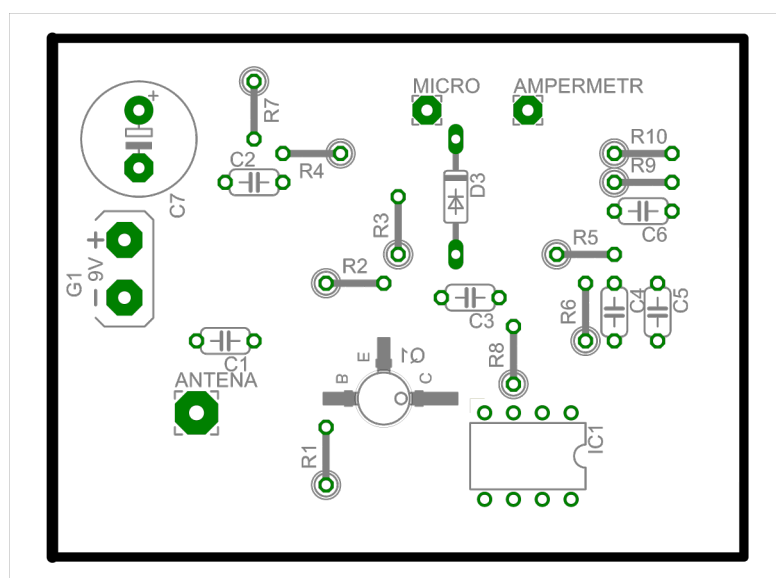 MICRO
AMPERMETR
+
R7
R10
C2
R4
R9
D3
C7
R3
C6
+
9V
−
G1
R5
R2
R6
C4
C5
C3
C1
E
Q1
R8
ANTENA
B
C
R1
IC1